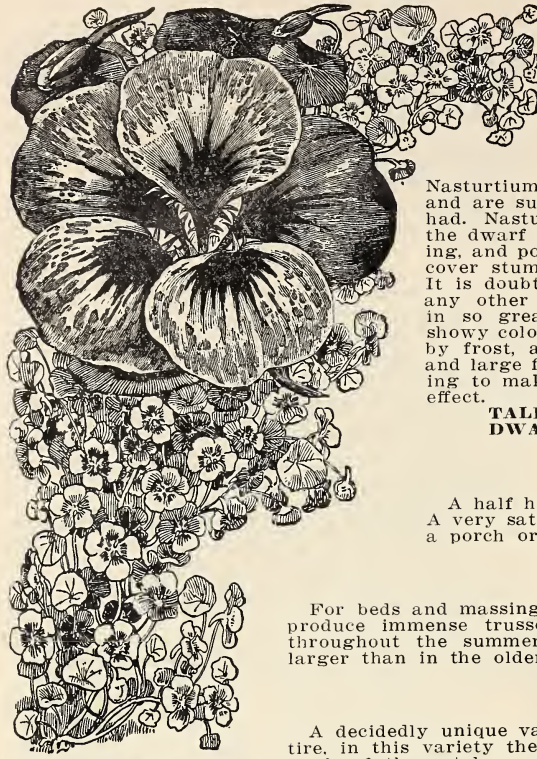 Nasturtium
and are su
had. Nastu
the dwarf
ing, and po
cover stum
It is doubt
any other
in so grea
showy colo
by frost, a
and large f
ing to mak
effect.
TALL
DWA
A half h
A very sat
a porch or
For beds and massing
produce immense trusse
throughout the summer
larger than in the older
A decidedly unique va
tire, in this variety the